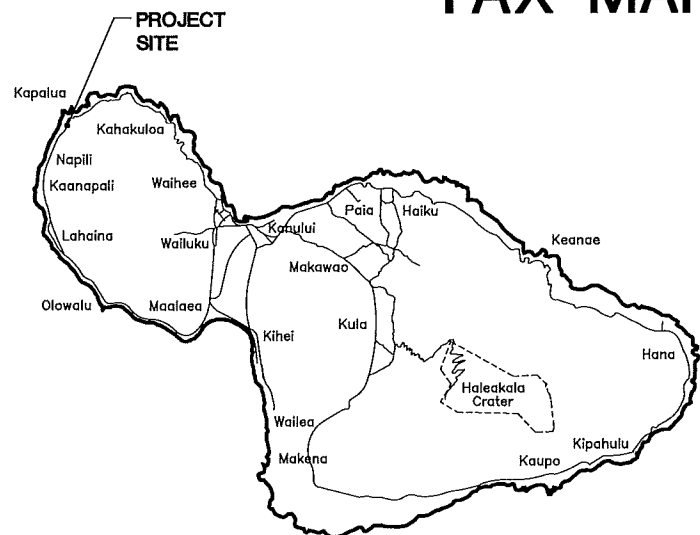 PROJECT
SITE
Kapalua
Kahakuloa
Napili
Kaanapali
Waihee
Lahaina
Wailuku
Kahului
Paia
Haiku
Keanae
Makawao
Olowalu
Maalaea
Kihei
Kula
Hana
Haleakala
Crater
Wailea
Makena
Kaupo
Kipahulu